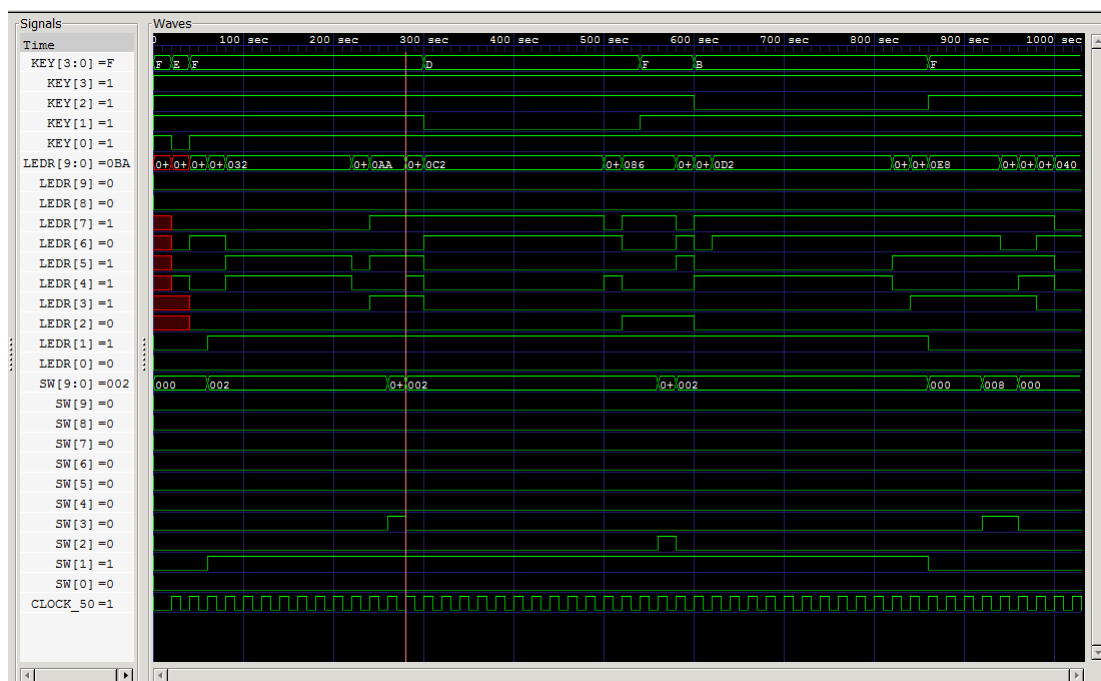 Signals Waves
Time 0 100 sec 200 sec 300 sec 400 sec 500 sec 600 sec 700 sec 800 sec 900 sec 1000 sec
KEY[3:0] =F F E F D F B F
KEY[3] =1
KEY[2] =1
KEY[1] =1
KEY[0] =1
LEDR[9:0] =0BA 0+ 0+ 0+ 0+ 032 0+ 0AA 0+ 0C2 0+ 086 0+ 0+ 0D2 0+ 0+ 0E8 0+ 0+ 0+ 040
LEDR[9] =0
LEDR[8] =0
LEDR[7] =1
LEDR[6] =0
LEDR[5] =1
LEDR[4] =1
LEDR[3] =1
LEDR[2] =0
LEDR[1] =1
LEDR[0] =0
SW[9:0] =002 000 002 0+ 002 0+ 002 000 008 000
SW[9] =0
SW[8] =0
SW[7] =0
SW[6] =0
SW[5] =0
SW[4] =0
SW[3] =0
SW[2] =0
SW[1] =1
SW[0] =0
CLOCK_50 =1